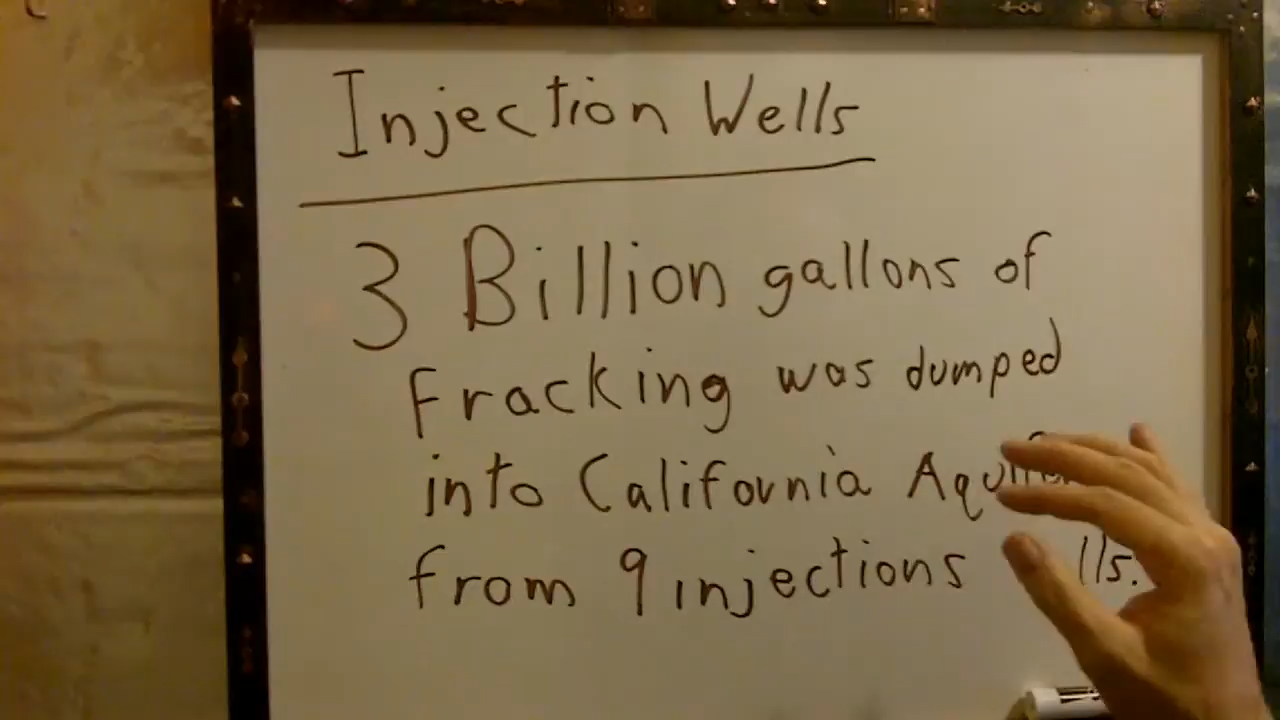 Injection Wells
3 Billion gallons of
Fracking was dumped
into California
from 9 injections